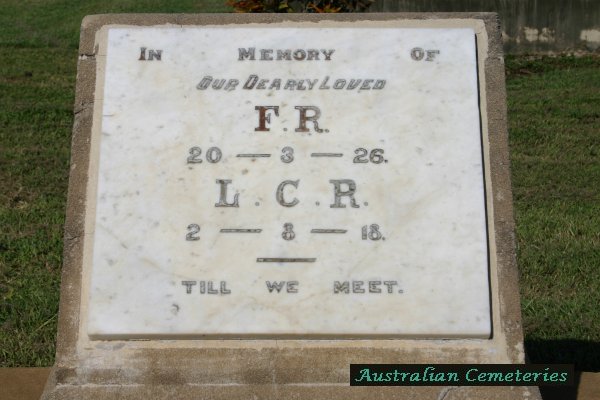 In Memory Of
Our Dearly Loved
F. R.
20 — 3 — 26.
L. C. R.
2 — 8 — 18.
TILL WE MEET.
Australian Cemeteries